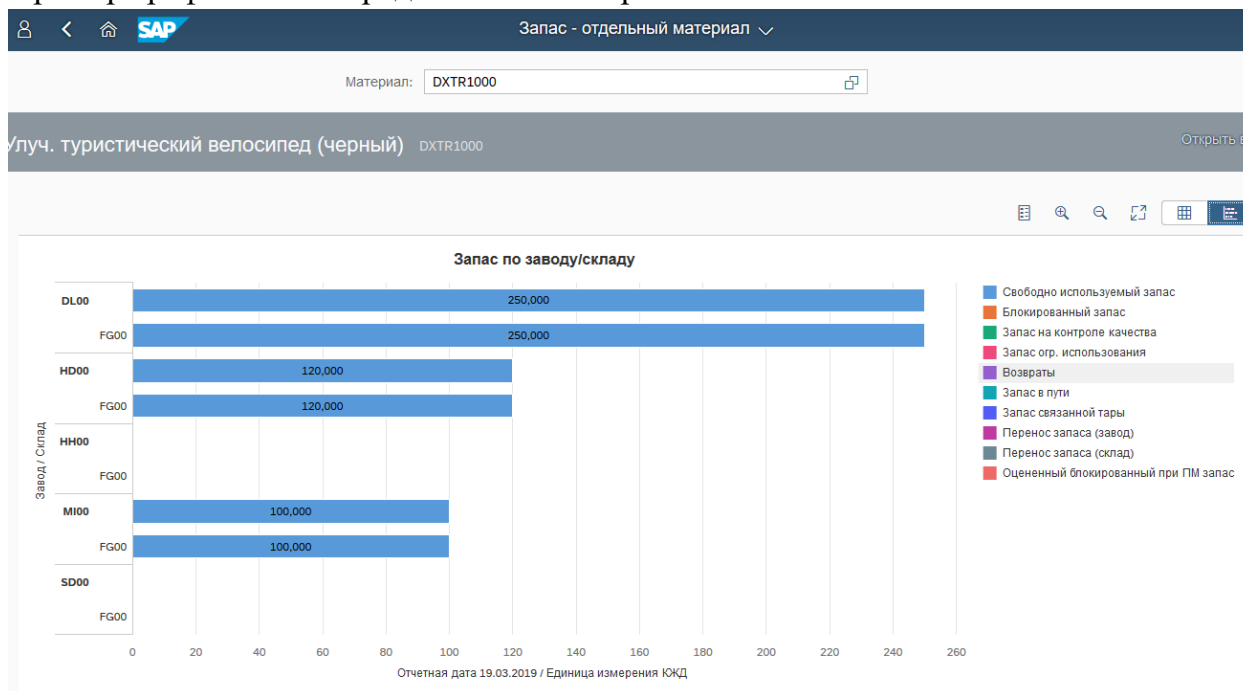 SAP
Запас - отдельный материал
Материал: DXTR1000
Улуч. туристический велосипед (черный) DXTR1000
Открыть в
Запас по заводу/складу
Завод / Склад
DL00 250,000
FG00 250,000
HD00 120,000
FG00 120,000
HH00
FG00
MI00 100,000
FG00 100,000
SD00
FG00
0 20 40 60 80 100 120 140 160 180 200 220 240 260
Отчетная дата 19.03.2019 / Единица измерения КЖД
Свободно используемый запас
Блокированный запас
Запас на контроле качества
Запас огр. использования
Возвраты
Запас в пути
Запас связанной тары
Перенос запаса (завод)
Перенос запаса (склад)
Оцененный блокированный при ПМ запас